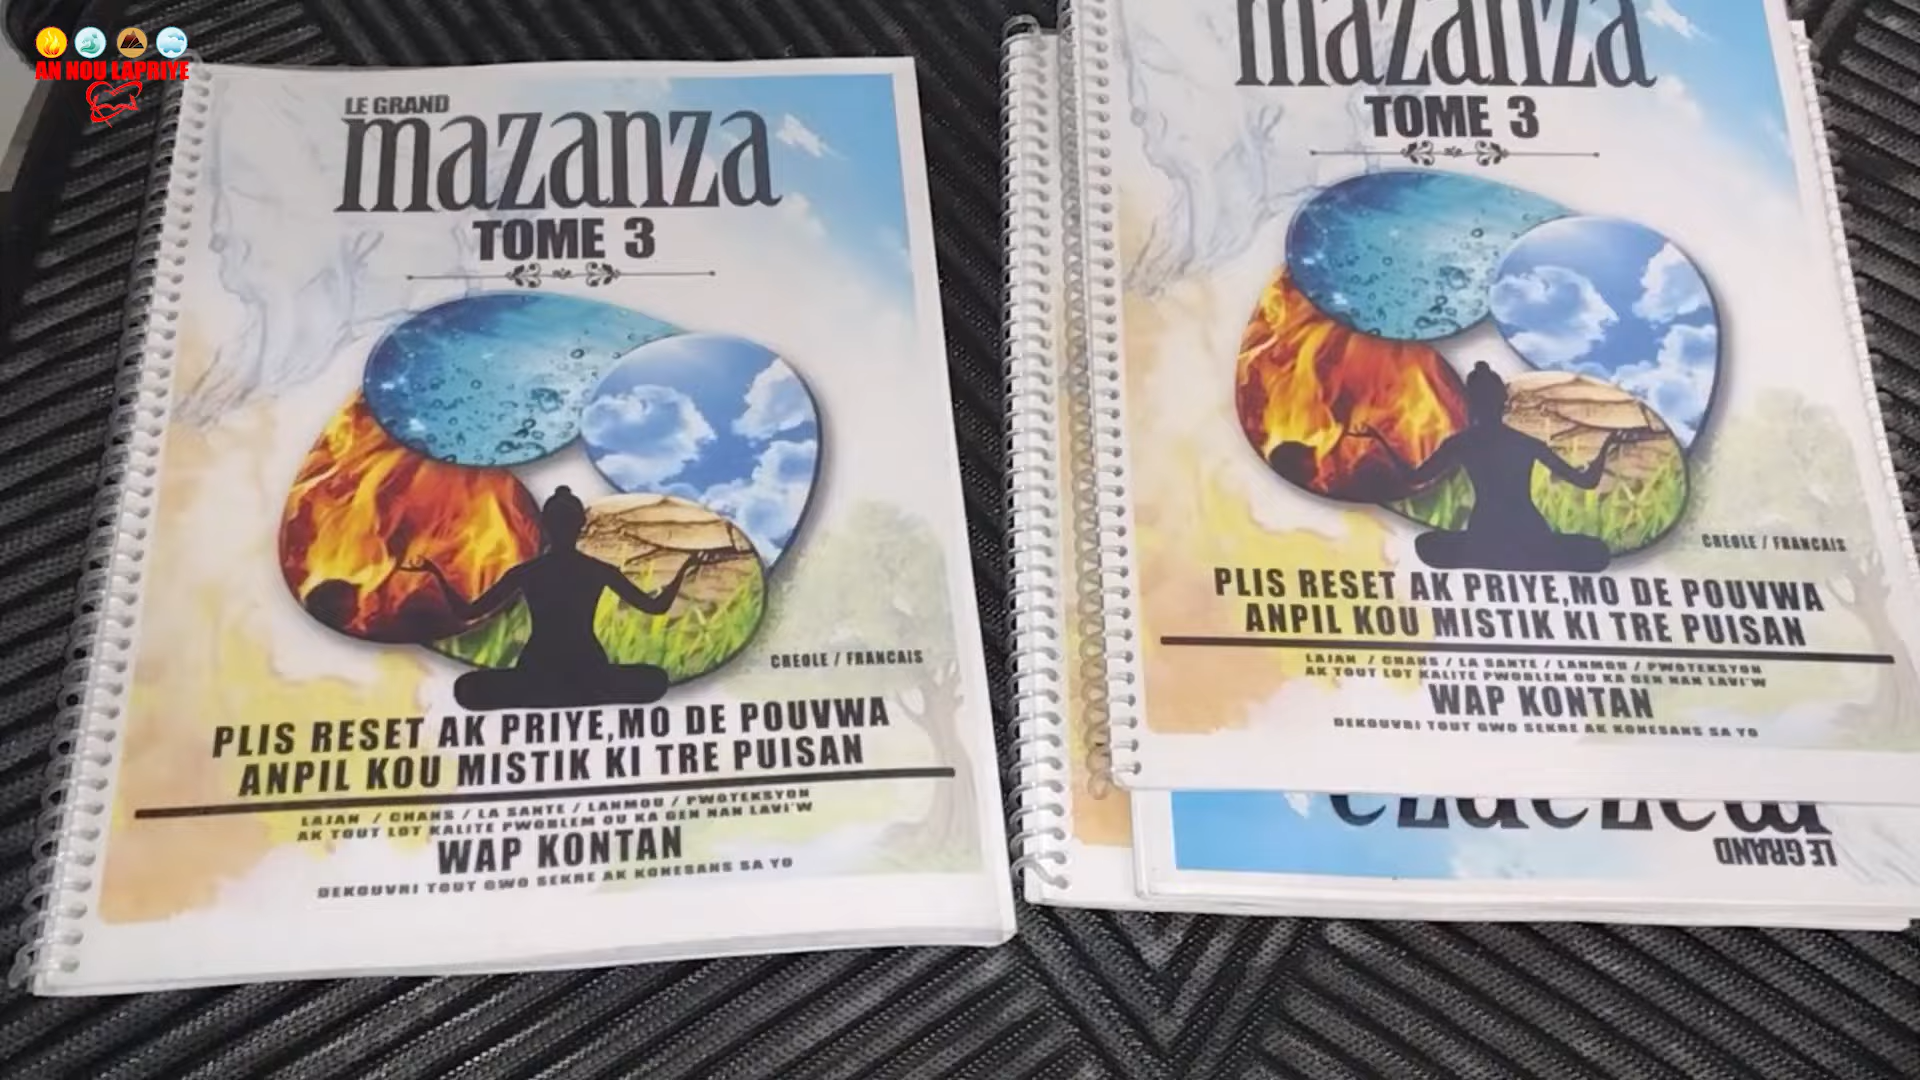 AN NOU LAPRIYE
LE GRAND
mazanza
TOME 3
CREOLE / FRANCAIS
PLIS RESET AK PRIYE,MO DE POUVWA
ANPIL KOU MISTIK KI TRE PUISAN
LAJAN / CHANS / LA SANTE / LANMOU / PWOTEKSYON
AK TOUT LOT KALITE PWOBLEM OU KA GEN NAN LAVI'W
WAP KONTAN
DEKOUVRI TOUT GWO SEKRE AK KONESANS SA YO
mazanza
TOME 3
CREOLE / FRANCAIS
PLIS RESET AK PRIYE,MO DE POUVWA
ANPIL KOU MISTIK KI TRE PUISAN
LAJAN / CHANS / LA SANTE / LANMOU / PWOTEKSYON
AK TOUT LOT KALITE PWOBLEM OU KA GEN NAN LAVI'W
WAP KONTAN
DEKOUVRI TOUT GWO SEKRE AK KONESANS SA YO
mazanza
LE GRAND